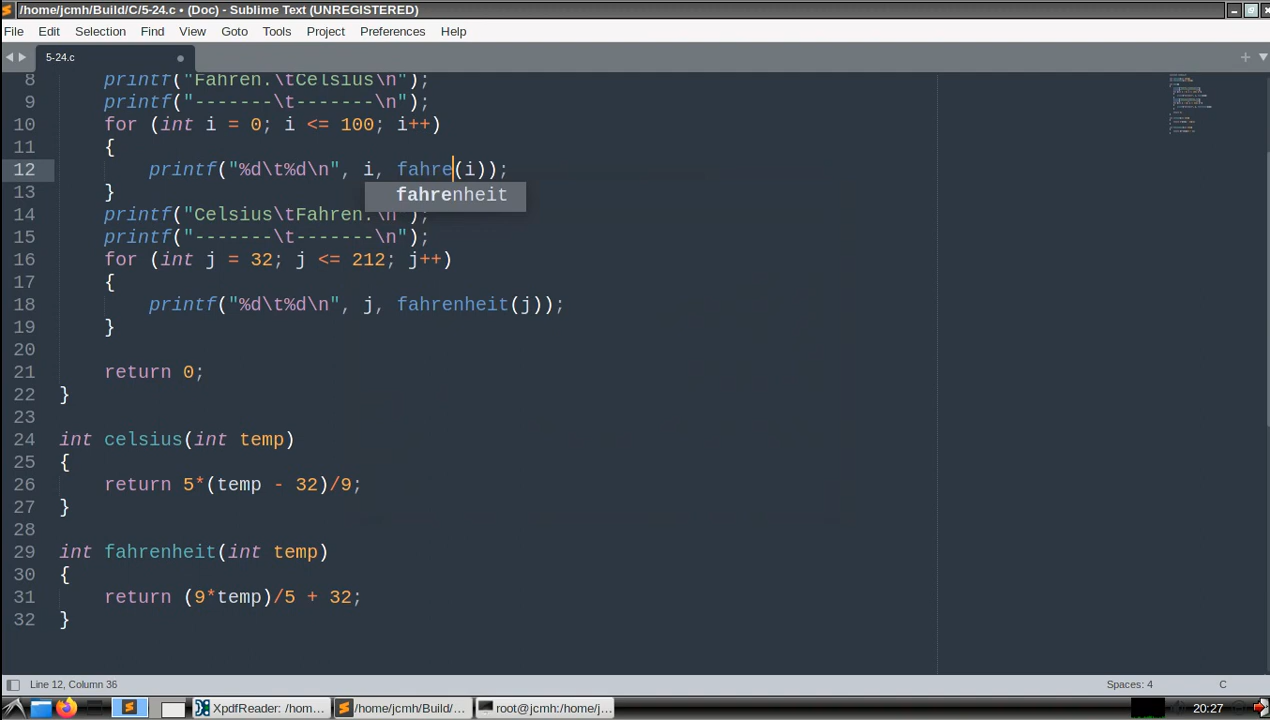 /home/jcmh/Build/C/5-24.c • (Doc) - Sublime Text (UNREGISTERED)
File Edit Selection Find View Goto Tools Project Preferences Help
5-24.c
8 printf("Fahren.\tCelsius\n");
9 printf("-------\t-------\n");
10 for (int i = 0; i <= 100; i++)
11 {
12 printf("%d\t%d\n", i, fahre(i));
13 }
fahrenheit
14 printf("Celsius\tFahren.\n");
15 printf("-------\t-------\n");
16 for (int j = 32; j <= 212; j++)
17 {
18 printf("%d\t%d\n", j, fahrenheit(j));
19 }
20
21 return 0;
22 }
23
24 int celsius(int temp)
25 {
26 return 5*(temp - 32)/9;
27 }
28
29 int fahrenheit(int temp)
30 {
31 return (9*temp)/5 + 32;
32 }
Line 12, Column 36 Spaces: 4 C
XpdfReader: /hom... /home/jcmh/Build/... root@jcmh:/home/j... 20:27